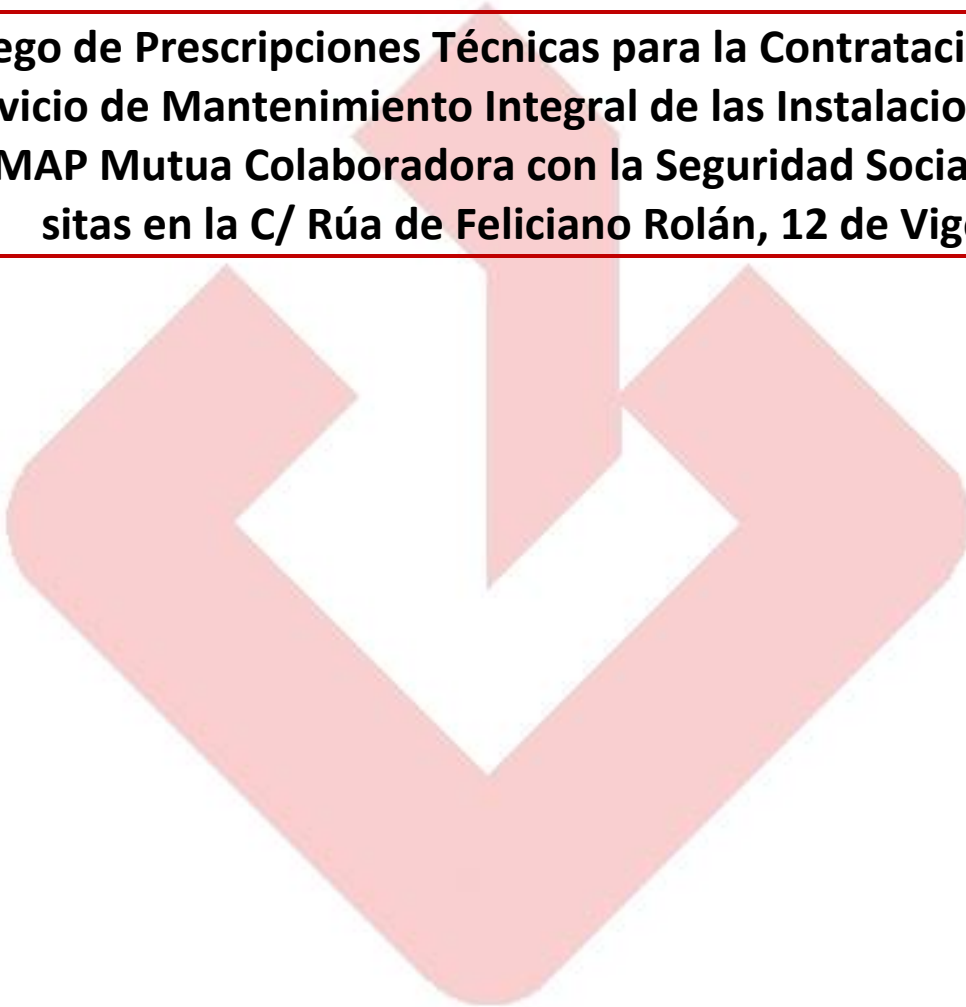 ego de Prescripciones Técnicas para la Contrataci
vicio de Mantenimiento Integral de las Instalacio
MAP Mutua Colaboradora con la Seguridad Socia
sitas en la C/ Rúa de Feliciano Rolán, 12 de Vigo